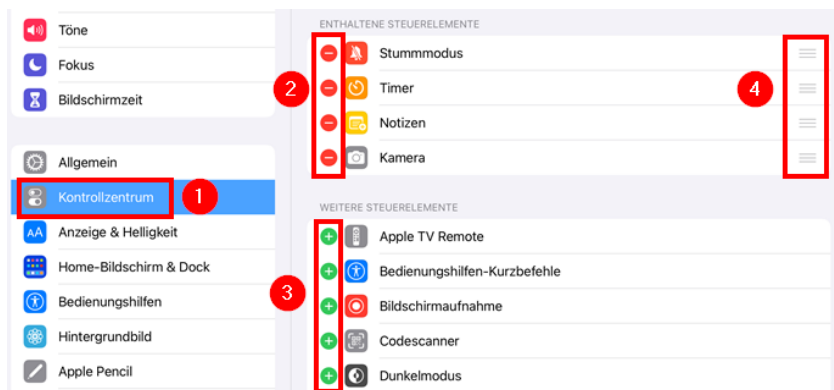 Töne
Fokus
Bildschirmzeit
Allgemein
Kontrollzentrum
1
AA Anzeige & Helligkeit
Home-Bildschirm & Dock
Bedienungshilfen
Hintergrundbild
Apple Pencil
ENTHALTENE STEUERELEMENTE
2
Stummmodus
Timer
Notizen
Kamera
4
WEITERE STEUERELEMENTE
3
Apple TV Remote
Bedienungshilfen-Kurzbefehle
Bildschirmaufnahme
Codescanner
Dunkelmodus